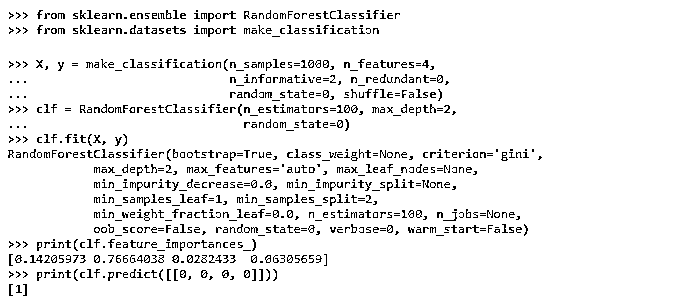 >>> from sklearn.ensemble import RandomForestClassifier
>>> from sklearn.datasets import make_classification
>>> X, y = make_classification(n_samples=1000, n_features=4,
... n_informative=2, n_redundant=0,
... random_state=0, shuffle=False)
>>> clf = RandomForestClassifier(n_estimators=100, max_depth=2,
... random_state=0)
>>> clf.fit(X, y)
RandomForestClassifier(bootstrap=True, class_weight=None, criterion='gini',
max_depth=2, max_features='auto', max_leaf_nodes=None,
min_impurity_decrease=0.0, min_impurity_split=None,
min_samples_leaf=1, min_samples_split=2,
min_weight_fraction_leaf=0.0, n_estimators=100, n_jobs=None,
oob_score=False, random_state=0, verbose=0, warm_start=False)
>>> print(clf.feature_importances_)
[0.14205973 0.76664038 0.0282433 0.06305659]
>>> print(clf.predict([[0, 0, 0, 0]]))
[1]